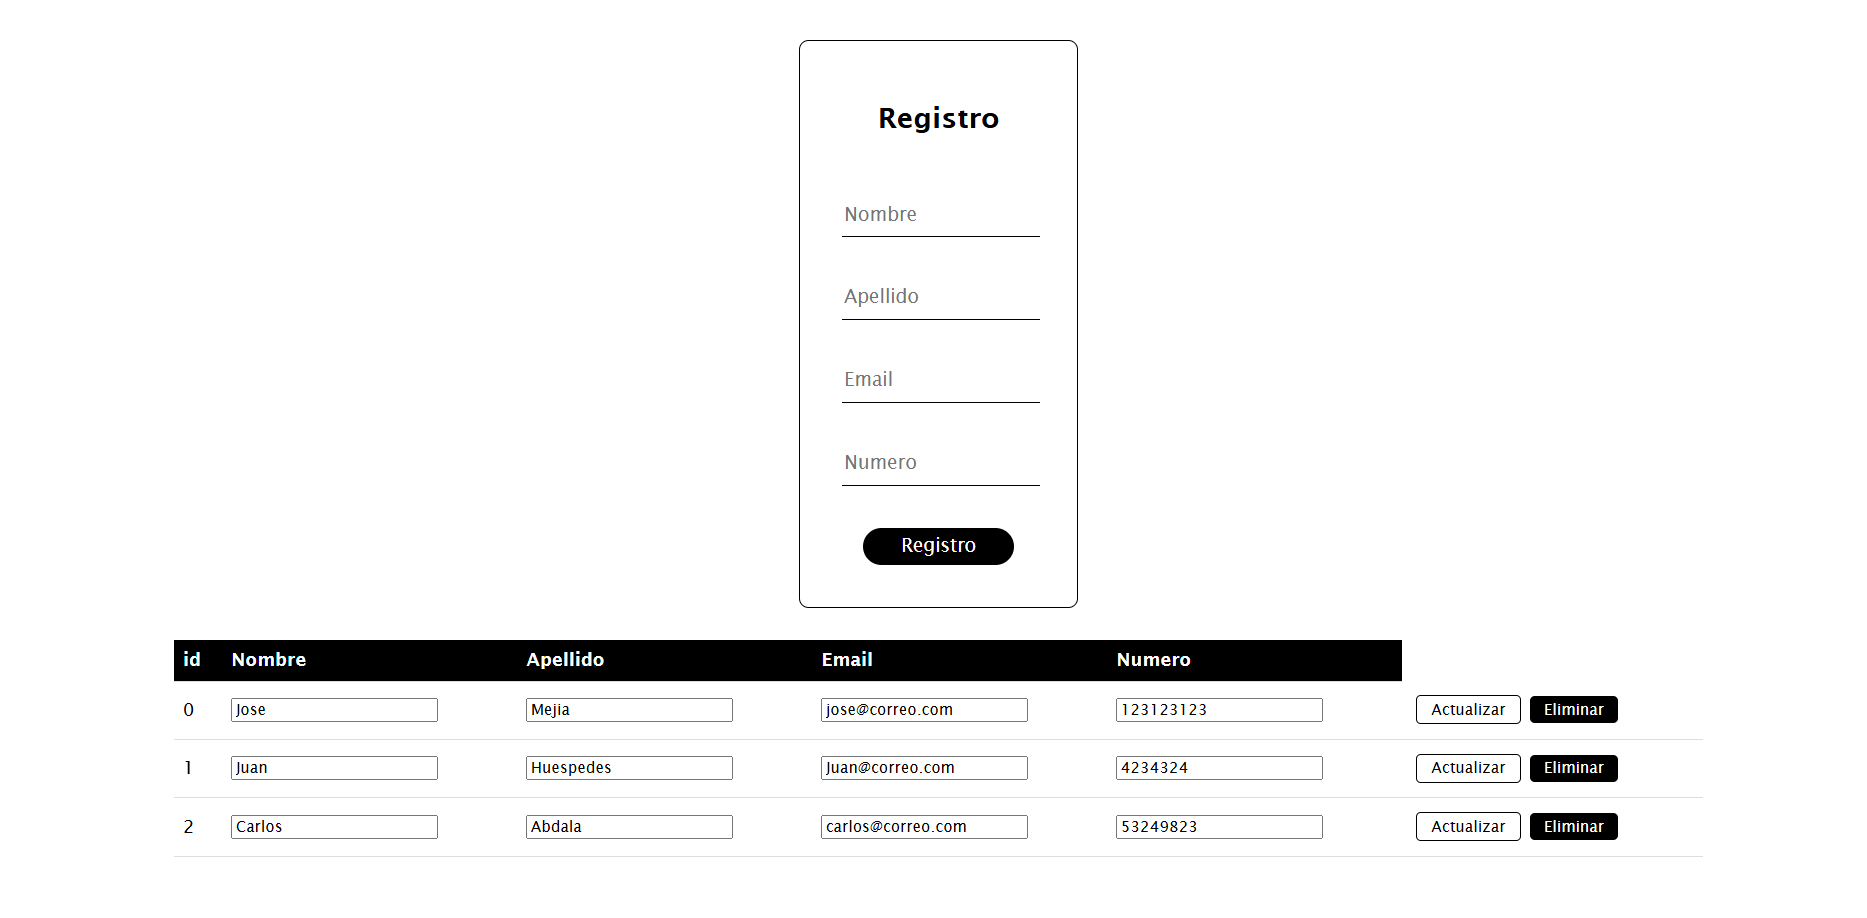 Registro
Nombre
Apellido
Email
Numero
Registro
id Nombre Apellido Email Numero
0 Jose Mejia jose@correo.com 123123123 Actualizar Eliminar
1 Juan Huespedes Juan@correo.com 4234324 Actualizar Eliminar
2 Carlos Abdala carlos@correo.com 53249823 Actualizar Eliminar